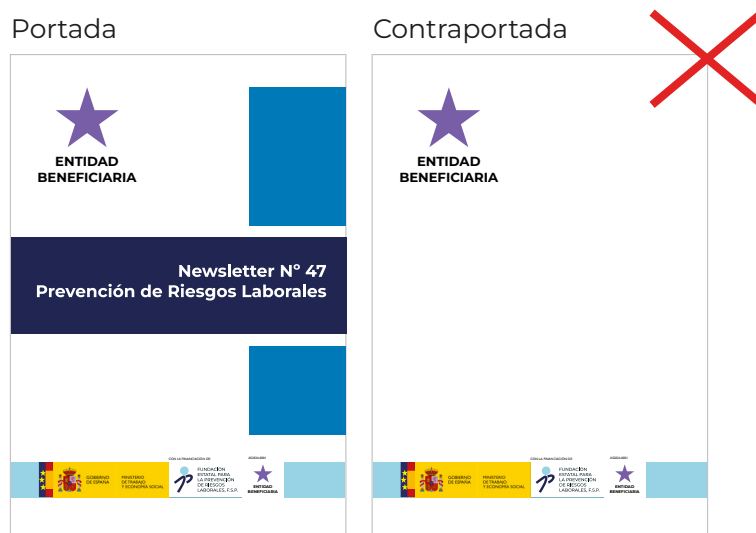 Portada
Contraportada
ENTIDAD
BENEFICIARIA
Newsletter Nº 47
Prevención de Riesgos Laborales
CON LA FINANCIACIÓN DE
GOBIERNO
DE ESPAÑA
MINISTERIO
DE TRABAJO
Y ECONOMÍA SOCIAL
FUNDACIÓN
ESTATAL PARA
LA PREVENCIÓN
DE RIESGOS
LABORALES, F.S.P.
ENTIDAD
BENEFICIARIA
ENTIDAD
BENEFICIARIA
CON LA FINANCIACIÓN DE
GOBIERNO
DE ESPAÑA
MINISTERIO
DE TRABAJO
Y ECONOMÍA SOCIAL
FUNDACIÓN
ESTATAL PARA
LA PREVENCIÓN
DE RIESGOS
LABORALES, F.S.P.
ENTIDAD
BENEFICIARIA